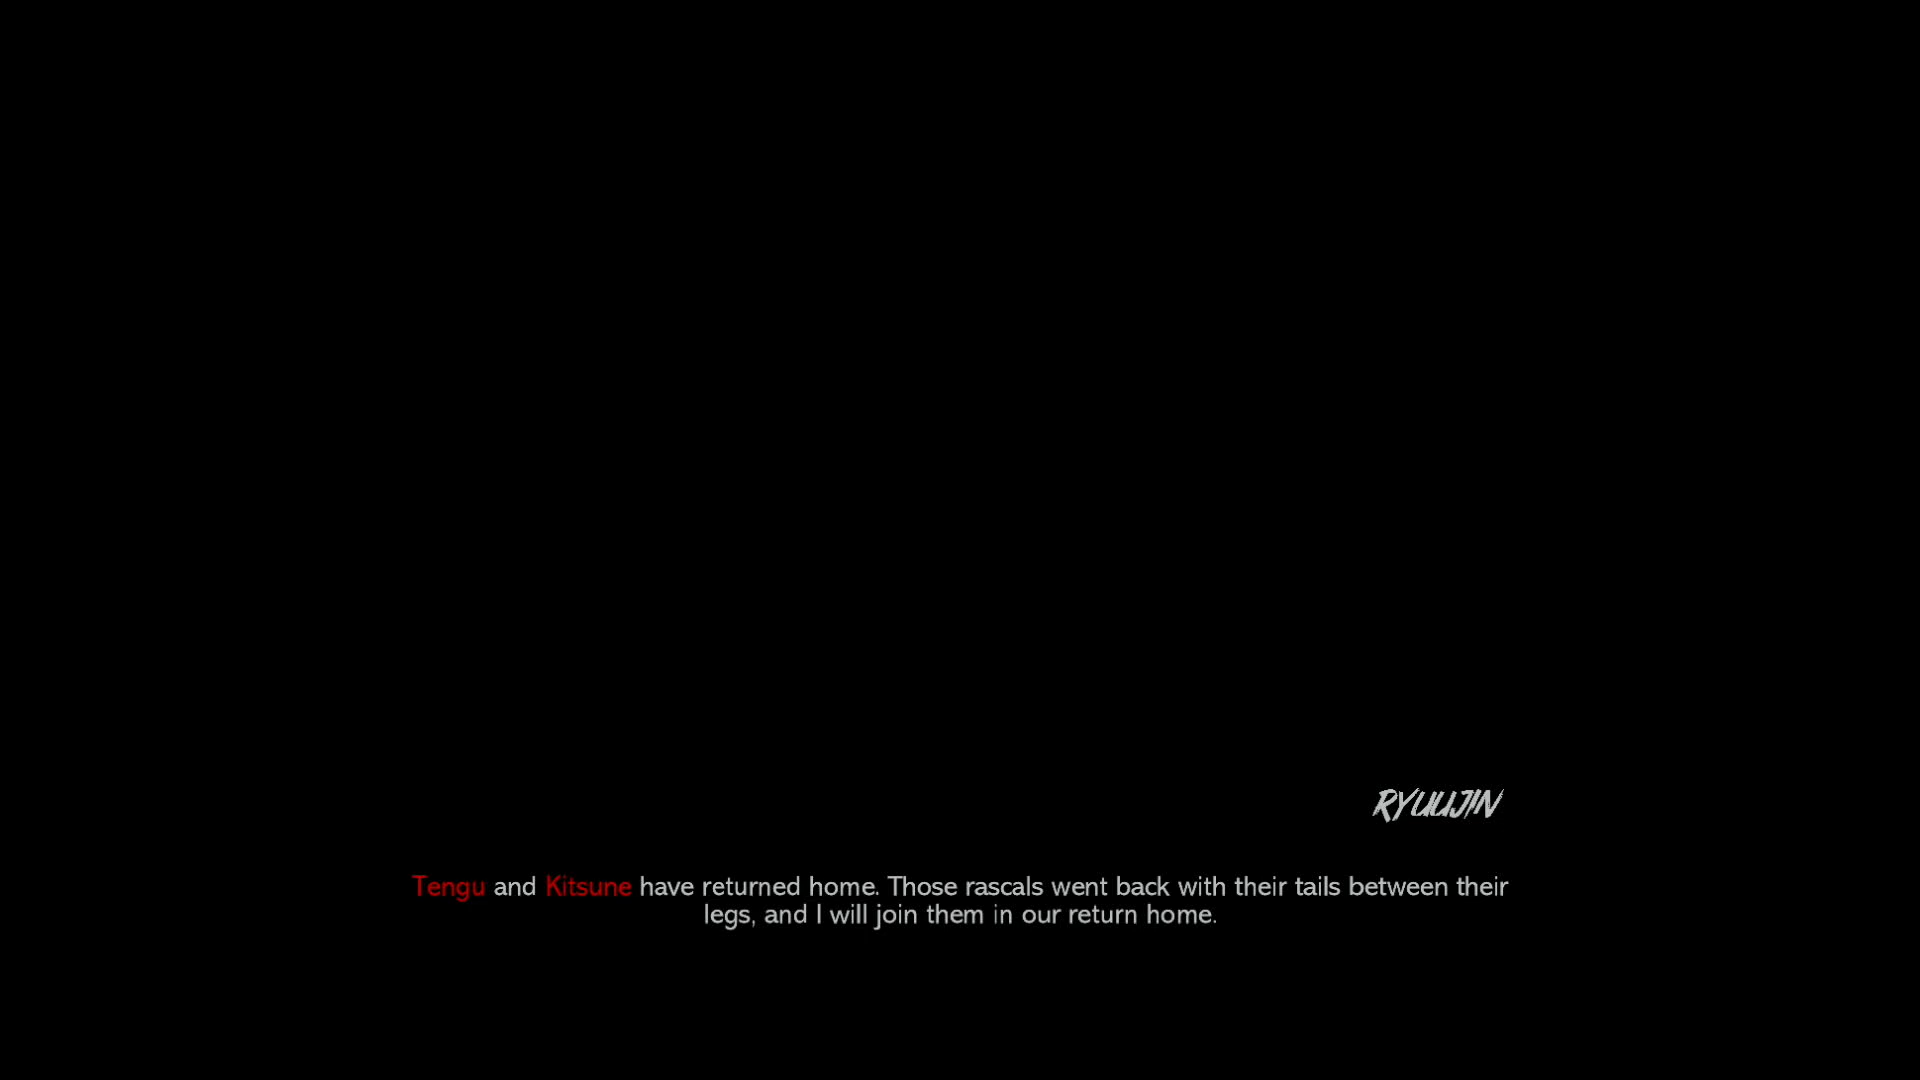 RYUUJIN
Tengu and Kitsune have returned home. Those rascals went back with their tails between their
legs, and I will join them in our return home.